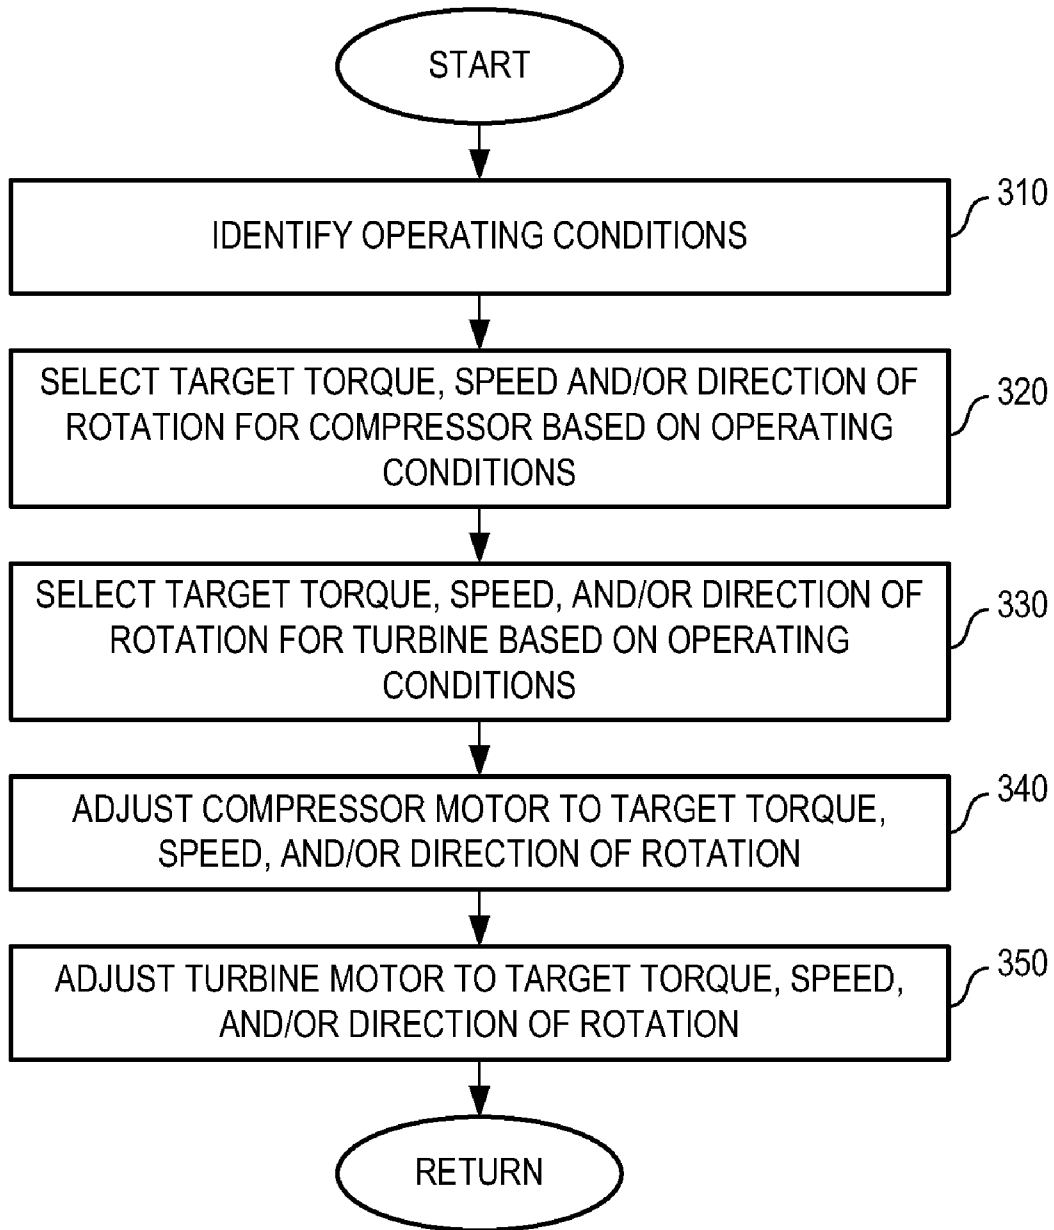 START
310
IDENTIFY OPERATING CONDITIONS
320
SELECT TARGET TORQUE, SPEED AND/OR DIRECTION OF
ROTATION FOR COMPRESSOR BASED ON OPERATING
CONDITIONS
330
SELECT TARGET TORQUE, SPEED, AND/OR DIRECTION OF
ROTATION FOR TURBINE BASED ON OPERATING
CONDITIONS
340
ADJUST COMPRESSOR MOTOR TO TARGET TORQUE,
SPEED, AND/OR DIRECTION OF ROTATION
350
ADJUST TURBINE MOTOR TO TARGET TORQUE, SPEED,
AND/OR DIRECTION OF ROTATION
RETURN